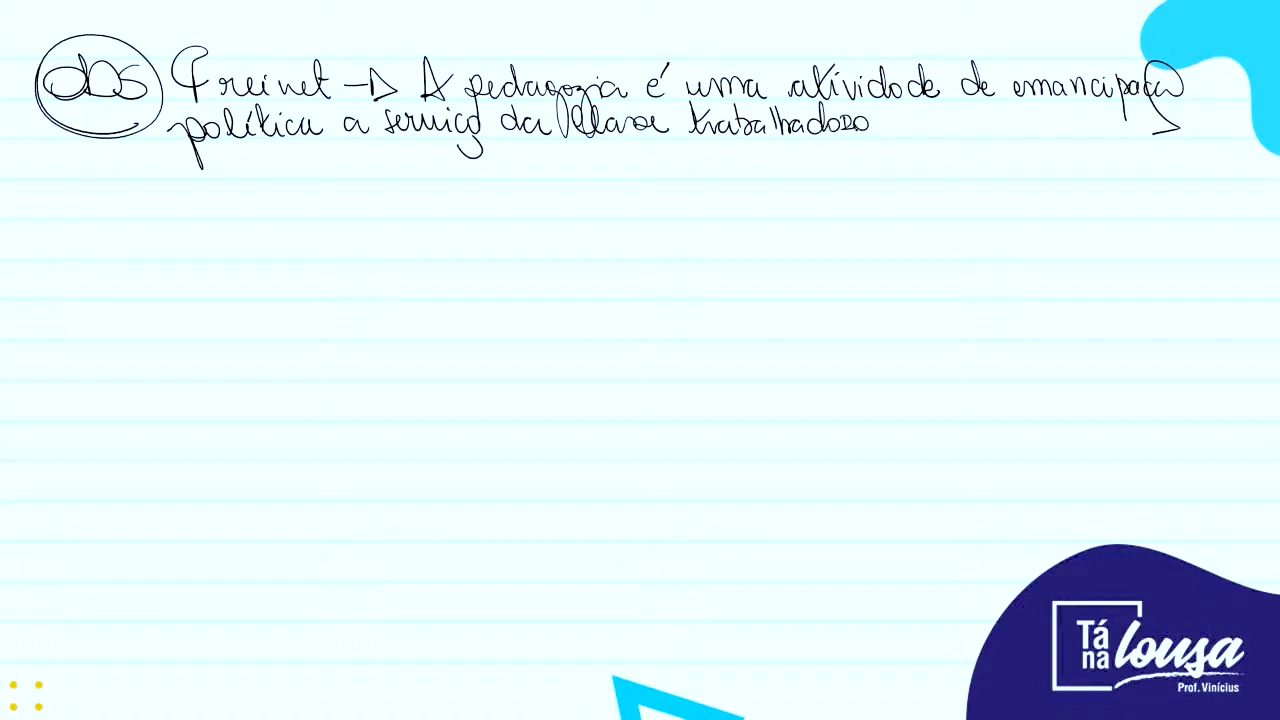 obs Freinet → A pedagogia é uma atividade de emancipação
política a serviço da classe trabalhadora
Tá
na lousa
Prof. Vinícius